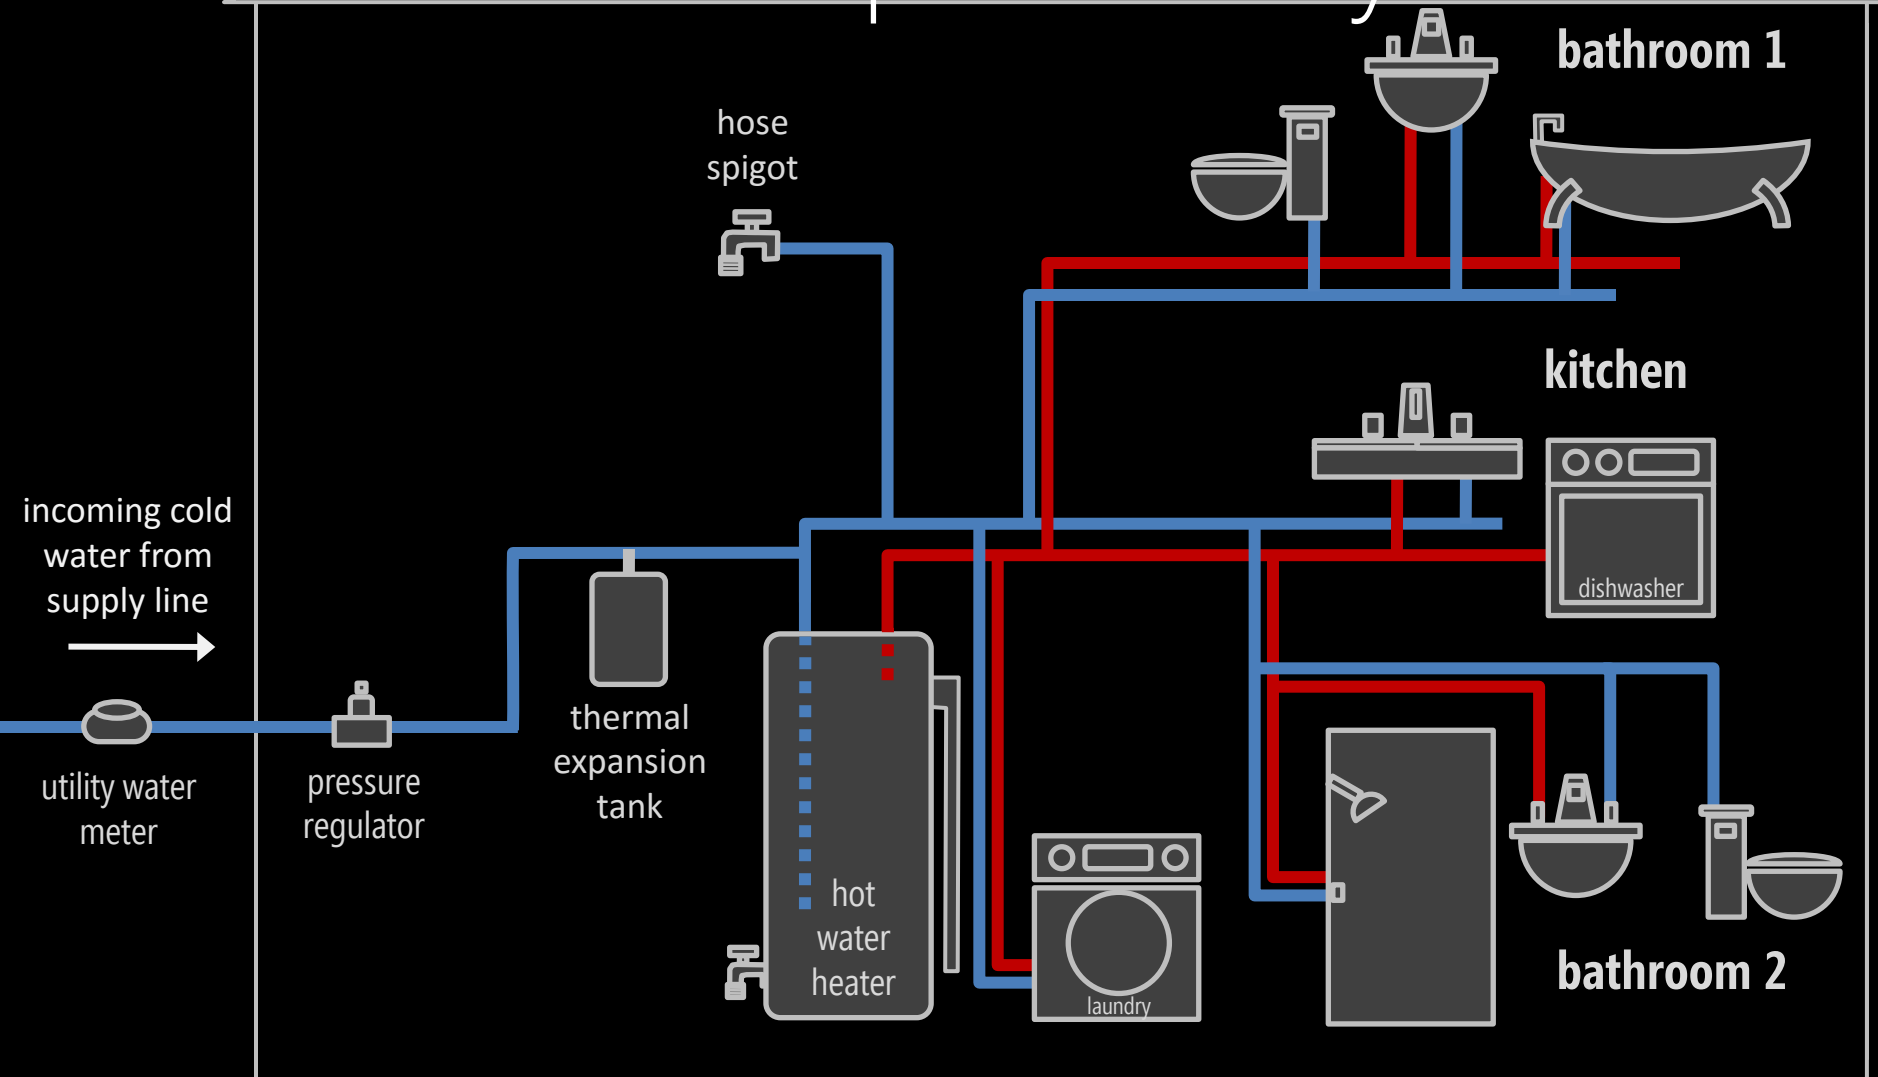 bathroom 1
hose
spigot
kitchen
incoming cold
water from
supply line
dishwasher
thermal
expansion
tank
utility water
meter
pressure
regulator
hot
water
heater
laundry
bathroom 2